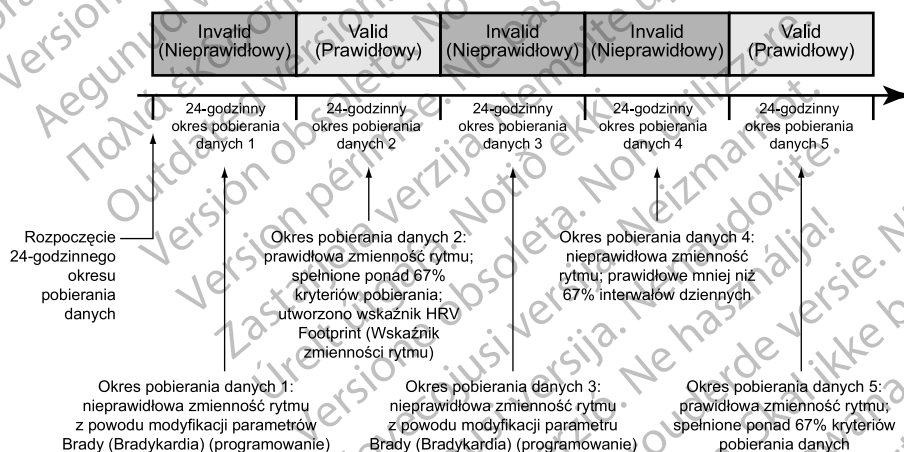 Invalid
(Nieprawidłowy)
Valid
(Prawidłowy)
Invalid
(Nieprawidłowy)
Invalid
(Nieprawidłowy)
Valid
(Prawidłowy)
24-godzinny
okres pobierania
danych 1
24-godzinny
okres pobierania
danych 2
24-godzinny
okres pobierania
danych 3
24-godzinny
okres pobierania
danych 4
24-godzinny
okres pobierania
danych 5
Rozpoczęcie
24-godzinnego
okresu
pobierania
danych
Okres pobierania danych 2:
prawidłowa zmienność rytmu;
spełnione ponad 67%
kryteriów pobierania;
utworzono wskaźnik HRV
Footprint (Wskaźnik
zmienności rytmu)
Okres pobierania danych 4:
nieprawidłowa zmienność
rytmu; prawidłowe mniej niż
67% interwałów dziennych
Okres pobierania danych 1:
nieprawidłowa zmienność rytmu
z powodu modyfikacji parametrów
Brady (Bradykardia) (programowanie)
Okres pobierania danych 3:
nieprawidłowa zmienność rytmu
z powodu modyfikacji parametru
Brady (Bradykardia) (programowanie)
Okres pobierania danych 5:
prawidłowa zmienność rytmu;
spełnione ponad 67% kryteriów
pobierania danych